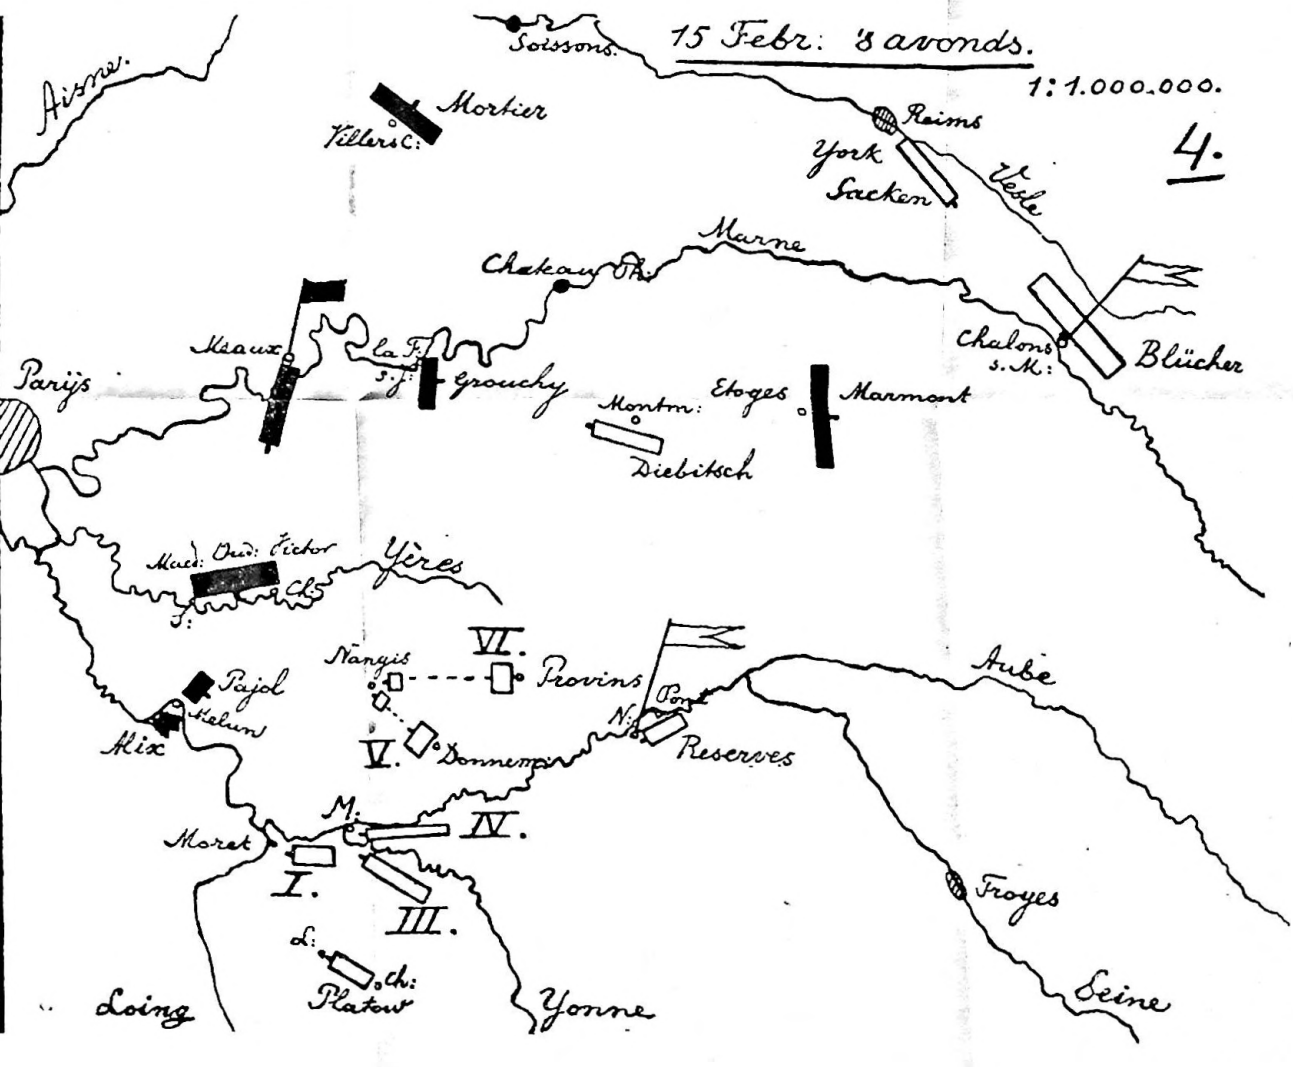 15 Febr: 's avonds.
1:1.000.000.
4.
Aisne.
Soissons.
Mortier
Villers C:
Reims
York
Sacken
Vesle
Marne
Chateau Th:
Meaux
la F.
s. j.
Grouchy
Parijs
Montm:
Diebitsch
Etoges
Marmont
Chalons
s. M:
Blücher
Macd: Oud: Victor
Ch:
J:
Yères
VI.
Nangis
Provins
Pajol
Melun
Alix
V.
Donnem:
N:
Pont
Reserves
Aube
M:
IV.
Moret
I.
III.
Troyes
L:
Ch:
Platow
Loing
Yonne
Seine